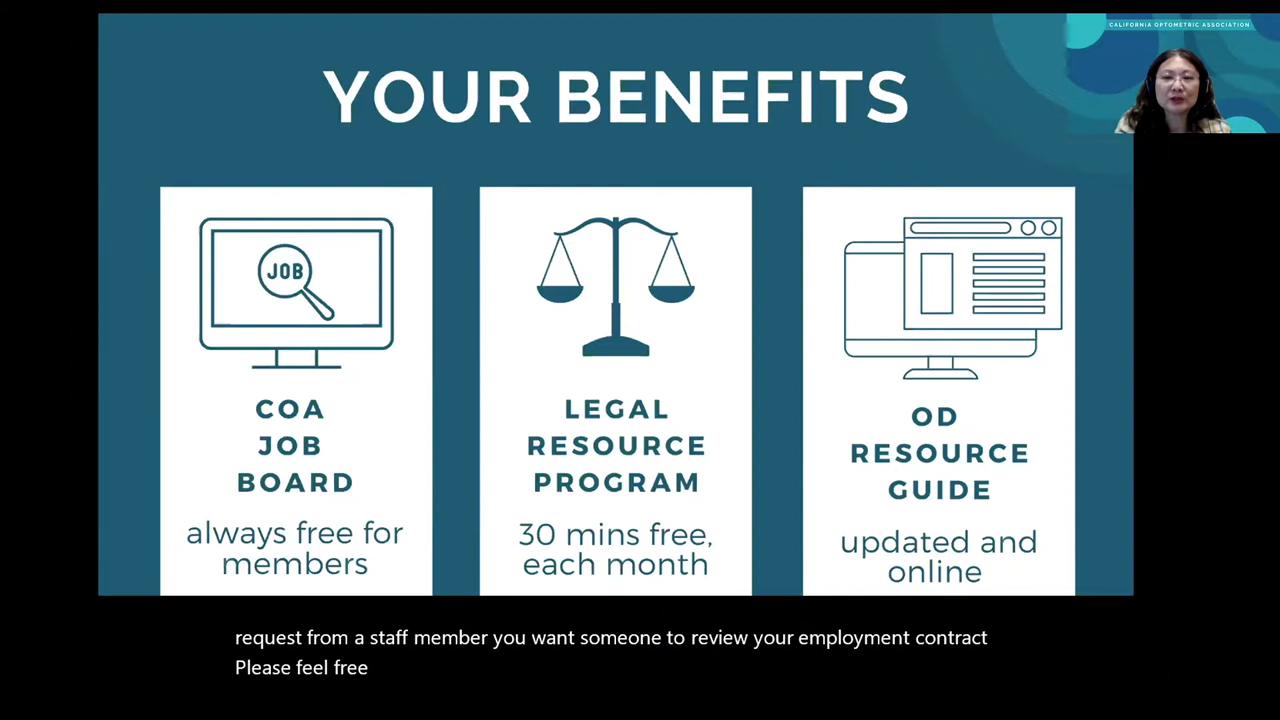 CALIFORNIA OPTOMETRIC ASSOCIATION
YOUR BENEFITS
JOB
COA
JOB
BOARD
always free for
members
LEGAL
RESOURCE
PROGRAM
30 mins free,
each month
OD
RESOURCE
GUIDE
updated and
online
request from a staff member you want someone to review your employment contract
Please feel free